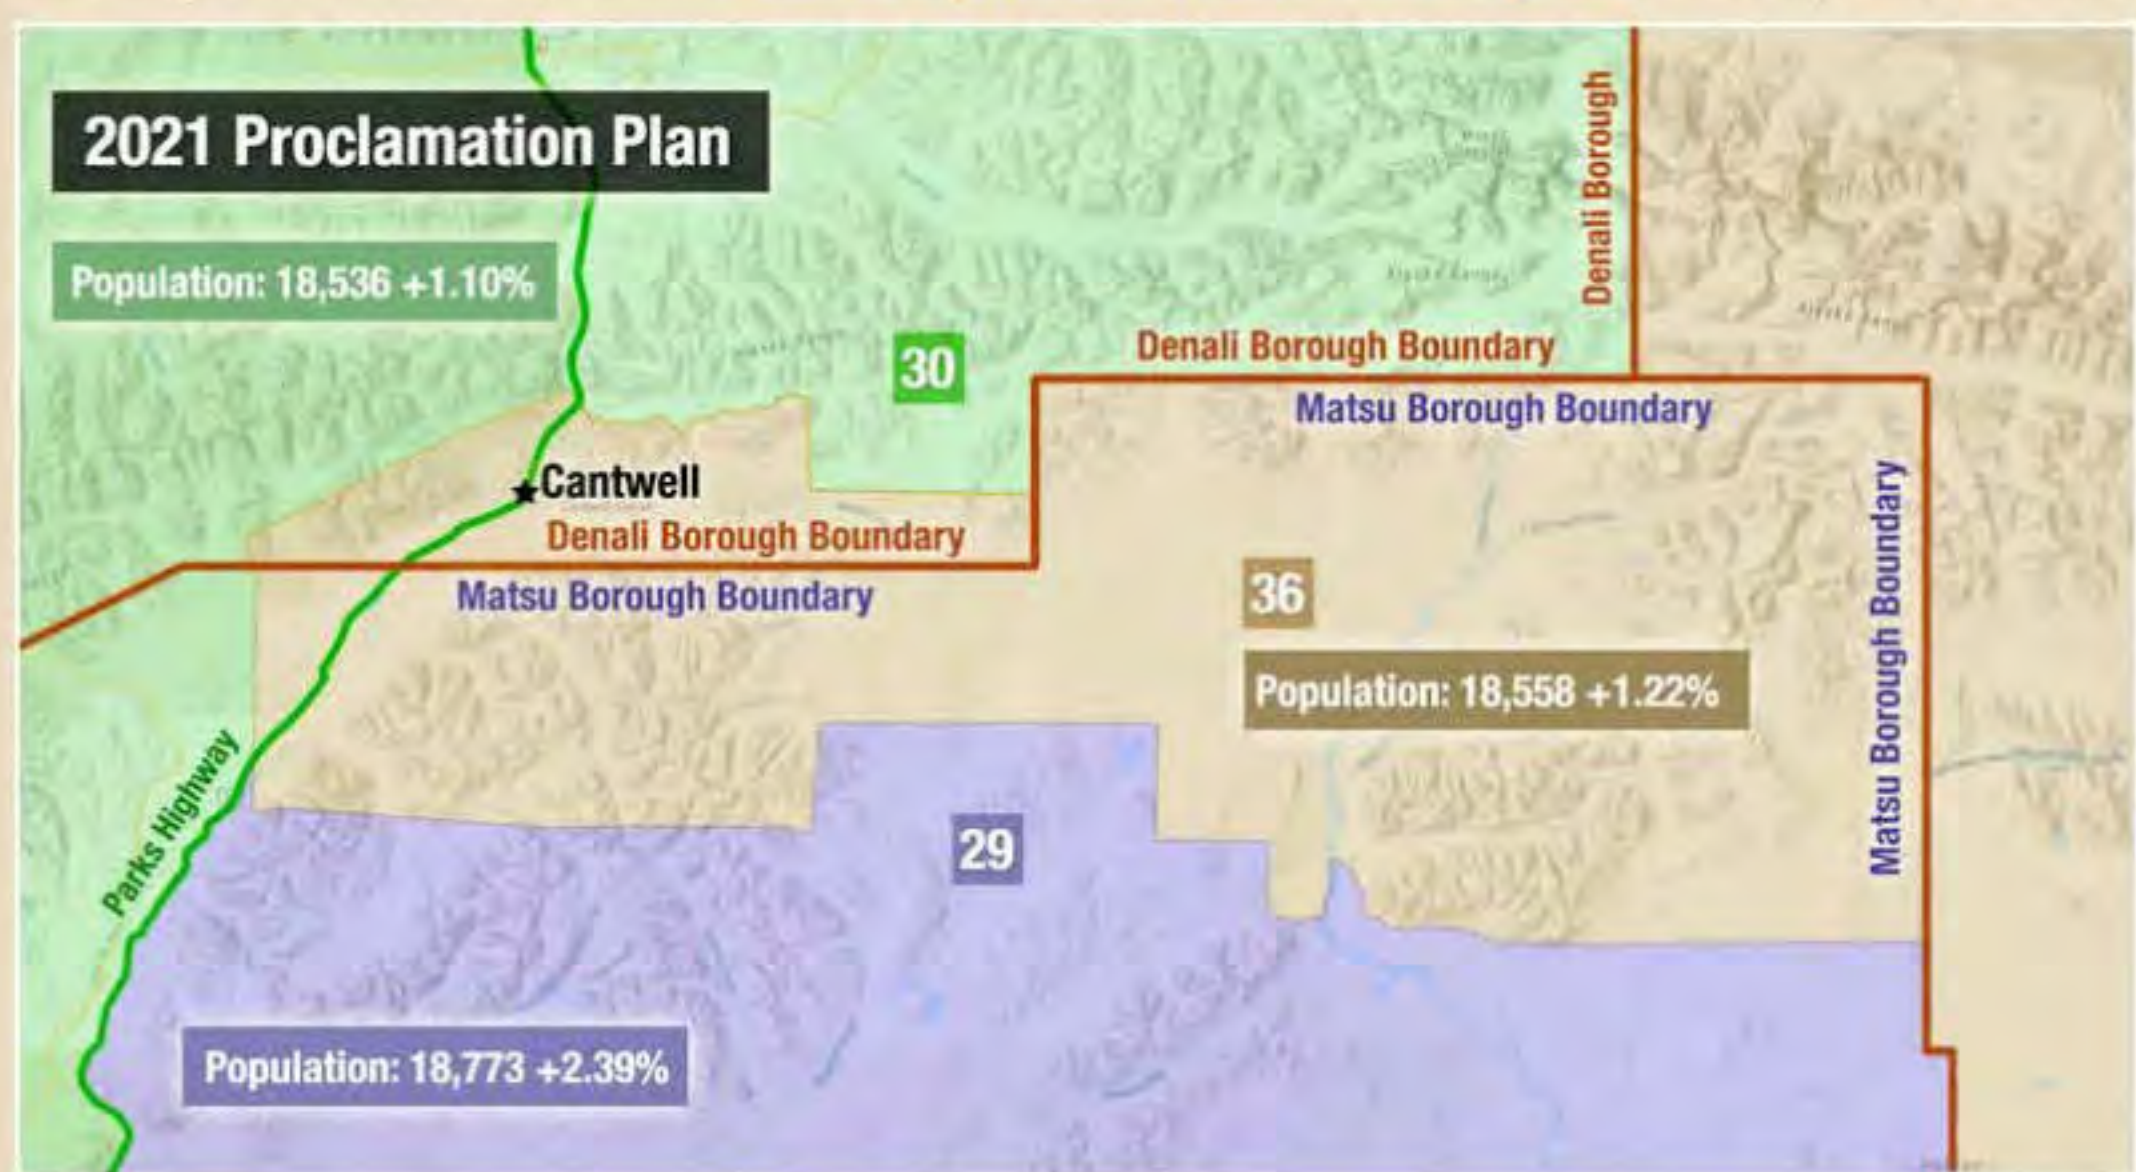 2021 Proclamation Plan
Denali Borough
Population: 18,536 +1.10%
30
Denali Borough Boundary
Matsu Borough Boundary
Cantwell
Denali Borough Boundary
Matsu Borough Boundary
36
Population: 18,558 +1.22%
Matsu Borough Boundary
Parks Highway
29
Population: 18,773 +2.39%